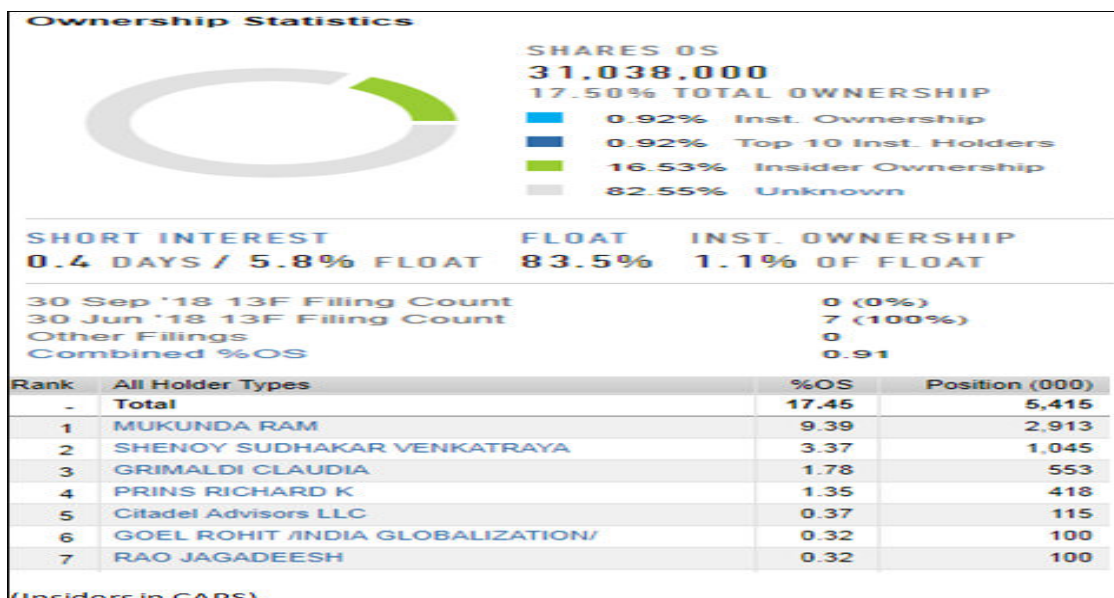 Ownership Statistics
SHARES OS
31,038,000
17.50% TOTAL OWNERSHIP
0.92% Inst. Ownership
0.92% Top 10 Inst. Holders
16.53% Insider Ownership
82.55% Unknown
SHORT INTEREST FLOAT INST. OWNERSHIP
0.4 DAYS / 5.8% FLOAT 83.5% 1.1% OF FLOAT
30 Sep '18 13F Filing Count 0 (0%)
30 Jun '18 13F Filing Count 7 (100%)
Other Filings 0
Combined %OS 0.91
Rank All Holder Types %OS Position (000)
- Total 17.45 5,415
1 MUKUNDA RAM 9.39 2,913
2 SHENOY SUDHAKAR VENKATRAYA 3.37 1,045
3 GRIMALDI CLAUDIA 1.78 553
4 PRINS RICHARD K 1.35 418
5 Citadel Advisors LLC 0.37 115
6 GOEL ROHIT /INDIA GLOBALIZATION/ 0.32 100
7 RAO JAGADEESH 0.32 100
(Insiders in CAPS)